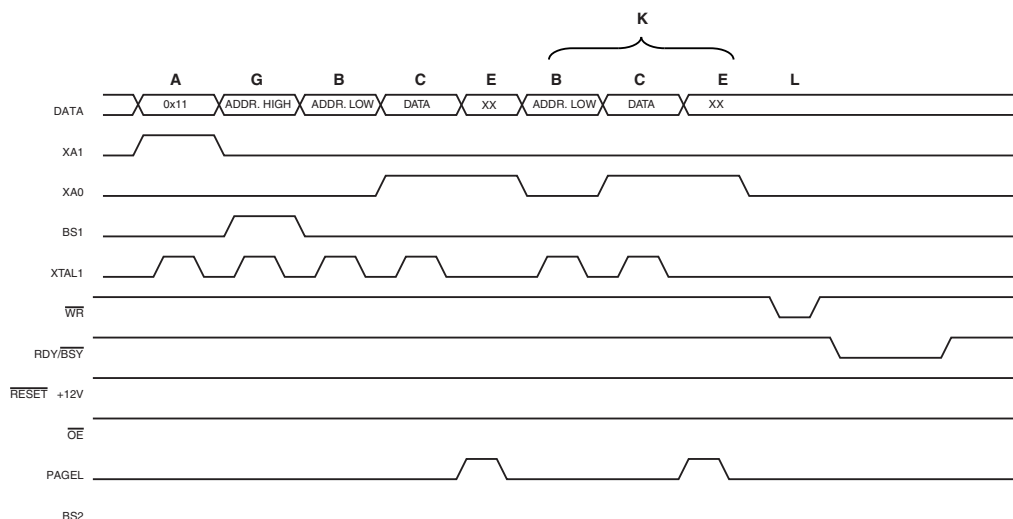 K
A G B C E B C E L
DATA 0x11 ADDR. HIGH ADDR. LOW DATA XX ADDR. LOW DATA XX
XA1
XA0
BS1
XTAL1
WR
RDY/BSY
RESET +12V
OE
PAGEL
BS2